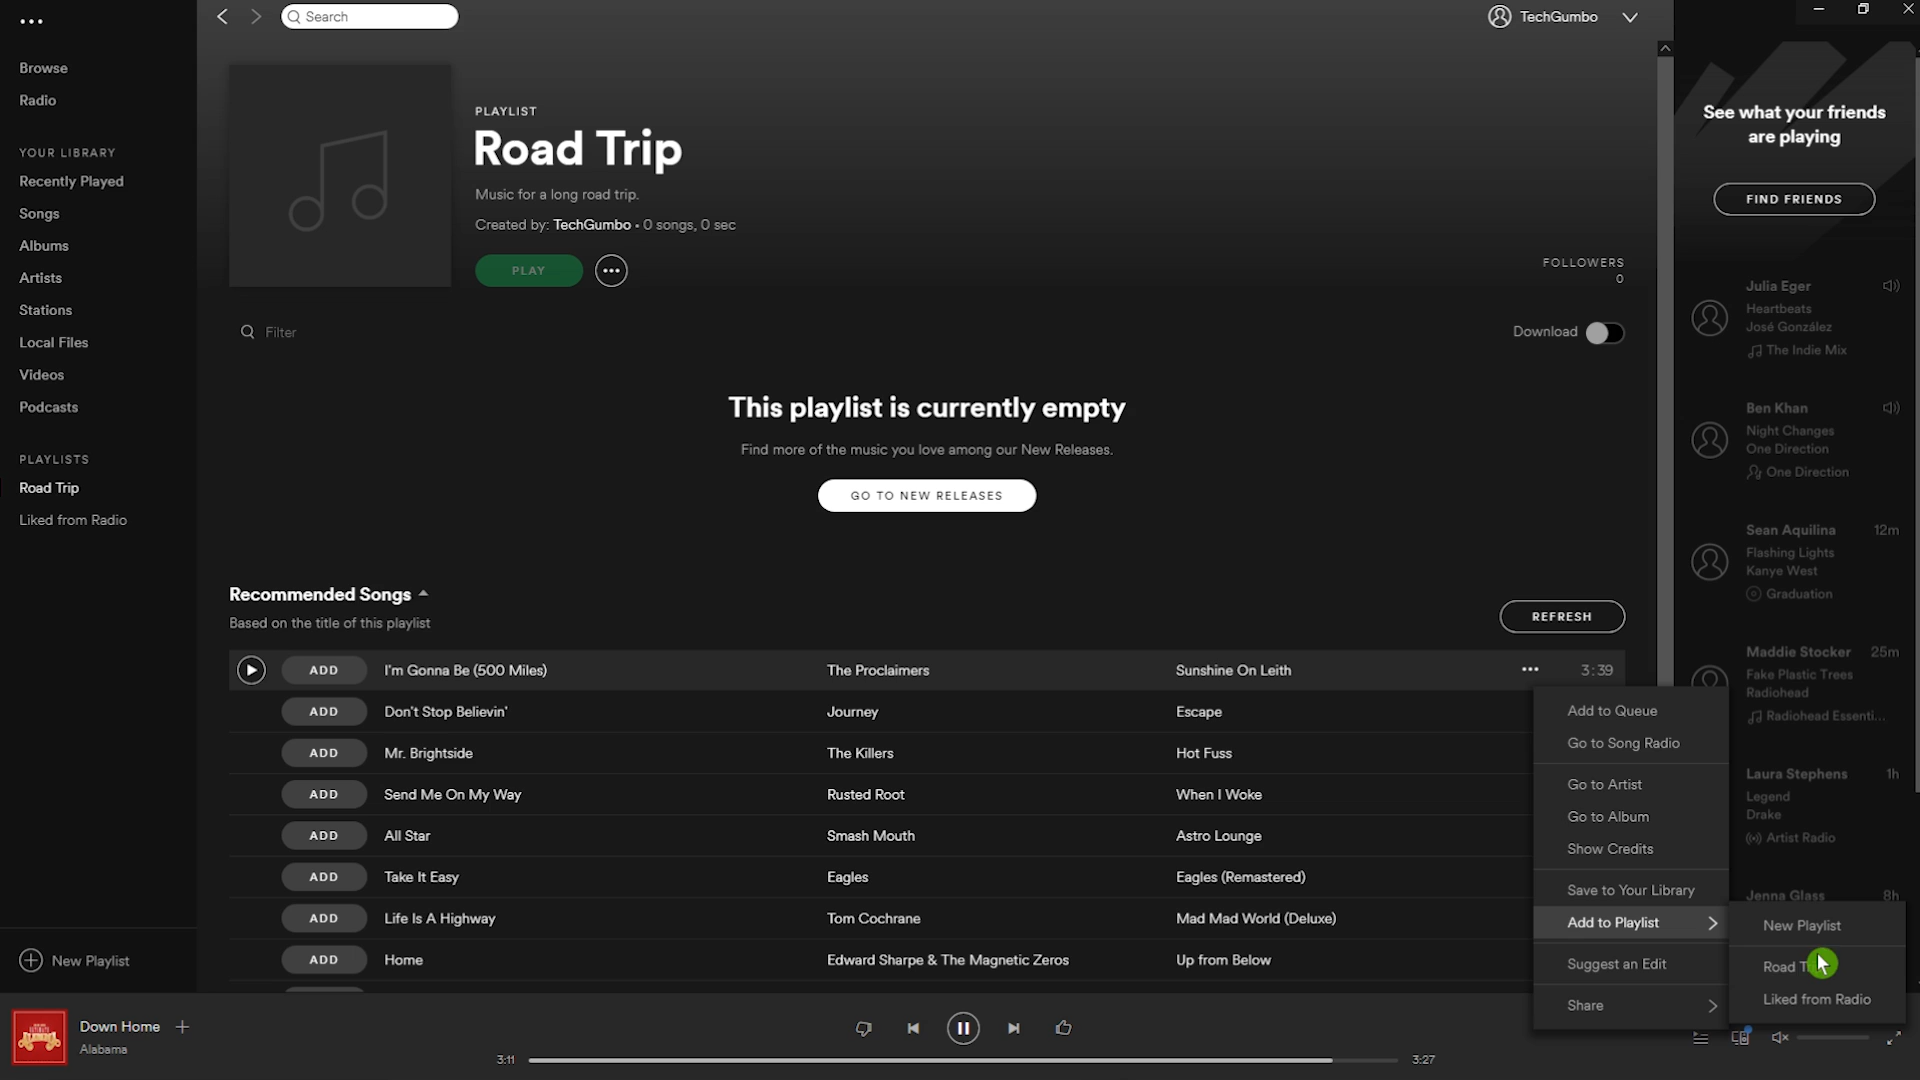 Search
TechGumbo
Browse
Radio
YOUR LIBRARY
Recently Played
Songs
Albums
Artists
Stations
Local Files
Videos
Podcasts
PLAYLISTS
Road Trip
Liked from Radio
New Playlist
PLAYLIST
Road Trip
Music for a long road trip.
Created by: TechGumbo • 0 songs, 0 sec
PLAY
FOLLOWERS
0
Filter
Download
This playlist is currently empty
Find more of the music you love among our New Releases.
GO TO NEW RELEASES
Recommended Songs
Based on the title of this playlist
REFRESH
ADD I'm Gonna Be (500 Miles) The Proclaimers Sunshine On Leith 3:39
ADD Don't Stop Believin' Journey Escape
ADD Mr. Brightside The Killers Hot Fuss
ADD Send Me On My Way Rusted Root When I Woke
ADD All Star Smash Mouth Astro Lounge
ADD Take It Easy Eagles Eagles (Remastered)
ADD Life Is A Highway Tom Cochrane Mad Mad World (Deluxe)
ADD Home Edward Sharpe & The Magnetic Zeros Up from Below
Add to Queue
Go to Song Radio
Go to Artist
Go to Album
Show Credits
Save to Your Library
Add to Playlist
Suggest an Edit
Share
New Playlist
Road
Liked from Radio
See what your friends
are playing
FIND FRIENDS
Julia Eger
Heartbeats
José González
The Indie Mix
Ben Khan
Night Changes
One Direction
One Direction
Sean Aquilina 12m
Flashing Lights
Kanye West
Graduation
Maddie Stocker 25m
Fake Plastic Trees
Radiohead
Radiohead Essenti...
Laura Stephens 1h
Legend
Drake
Artist Radio
Jenna Glass 8h
Down Home
Alabama
3:11
3:27